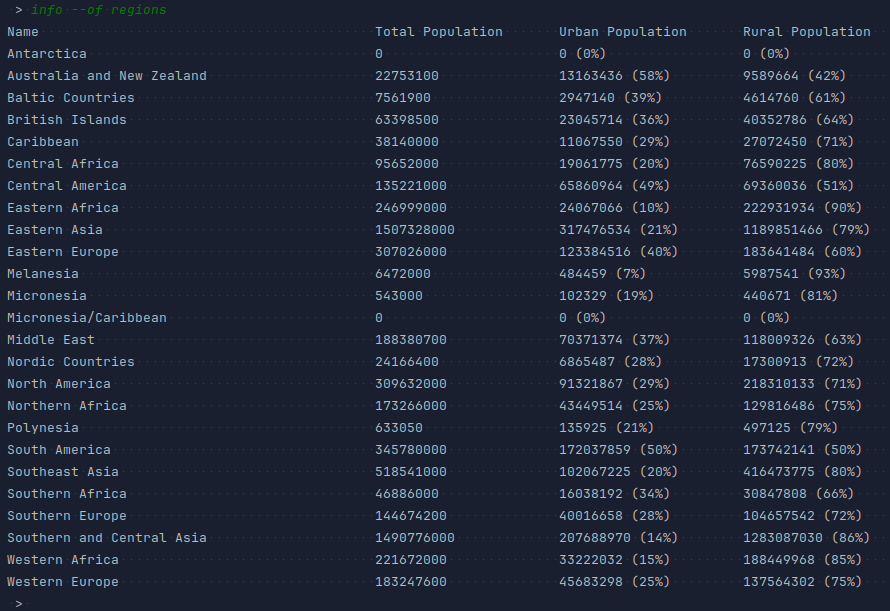 > info --of regions
Name Total Population Urban Population Rural Population
Antarctica 0 0 (0%) 0 (0%)
Australia and New Zealand 22753100 13163436 (58%) 9589664 (42%)
Baltic Countries 7561900 2947140 (39%) 4614760 (61%)
British Islands 63398500 23045714 (36%) 40352786 (64%)
Caribbean 38140000 11067550 (29%) 27072450 (71%)
Central Africa 95652000 19061775 (20%) 76590225 (80%)
Central America 135221000 65860964 (49%) 69360036 (51%)
Eastern Africa 246999000 24067066 (10%) 222931934 (90%)
Eastern Asia 1507328000 317476534 (21%) 1189851466 (79%)
Eastern Europe 307026000 123384516 (40%) 183641484 (60%)
Melanesia 6472000 484459 (7%) 5987541 (93%)
Micronesia 543000 102329 (19%) 440671 (81%)
Micronesia/Caribbean 0 0 (0%) 0 (0%)
Middle East 188380700 70371374 (37%) 118009326 (63%)
Nordic Countries 24166400 6865487 (28%) 17300913 (72%)
North America 309632000 91321867 (29%) 218310133 (71%)
Northern Africa 173266000 43449514 (25%) 129816486 (75%)
Polynesia 633050 135925 (21%) 497125 (79%)
South America 345780000 172037859 (50%) 173742141 (50%)
Southeast Asia 518541000 102067225 (20%) 416473775 (80%)
Southern Africa 46886000 16038192 (34%) 30847808 (66%)
Southern Europe 144674200 40016658 (28%) 104657542 (72%)
Southern and Central Asia 1490776000 207688970 (14%) 1283087030 (86%)
Western Africa 221672000 33222032 (15%) 188449968 (85%)
Western Europe 183247600 45683298 (25%) 137564302 (75%)
>